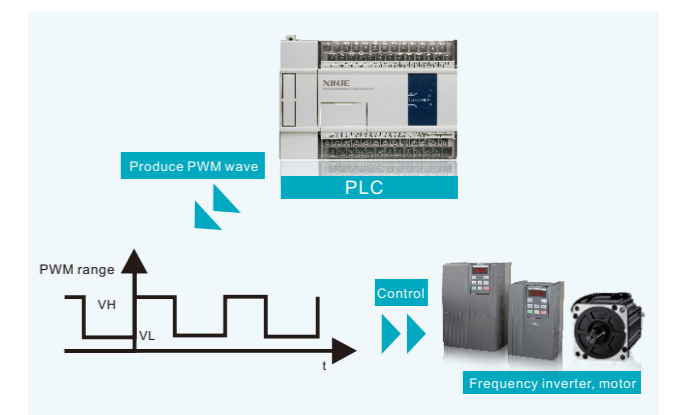 XINJE
Produce PWM wave
PLC
PWM range
VH
VL
t
Control
Frequency inverter, motor